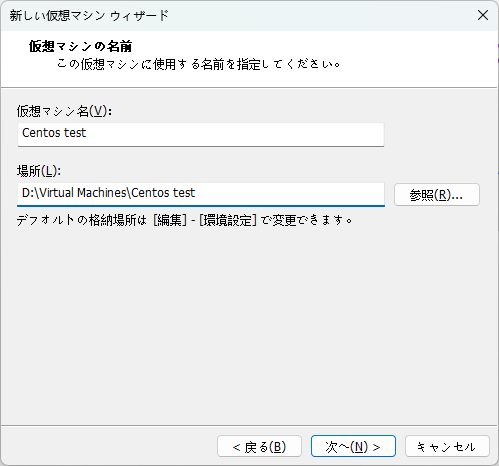 新しい仮想マシン ウィザード
仮想マシンの名前
この仮想マシンに使用する名前を指定してください。
仮想マシン名(V):
Centos test
場所(L):
D:\Virtual Machines\Centos test
参照(R)...
デフォルトの格納場所は [編集] - [環境設定] で変更できます。
< 戻る(B)
次へ(N) >
キャンセル